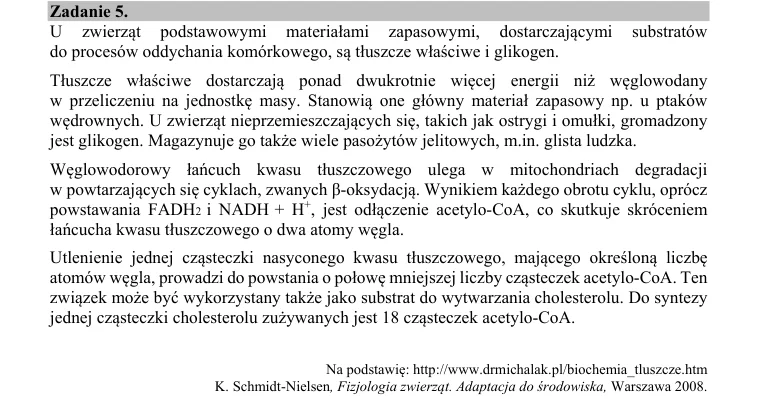 Zadanie 5.
U zwierząt podstawowymi materiałami zapasowymi, dostarczającymi substratów
do procesów oddychania komórkowego, są tłuszcze właściwe i glikogen.
Tłuszcze właściwe dostarczają ponad dwukrotnie więcej energii niż węglowodany
w przeliczeniu na jednostkę masy. Stanowią one główny materiał zapasowy np. u ptaków
wędrownych. U zwierząt nieprzemieszczających się, takich jak ostrygi i omułki, gromadzony
jest glikogen. Magazynuje go także wiele pasożytów jelitowych, m.in. glista ludzka.
Węglowodorowy łańcuch kwasu tłuszczowego ulega w mitochondriach degradacji
w powtarzających się cyklach, zwanych β-oksydacją. Wynikiem każdego obrotu cyklu, oprócz
powstawania FADH2 i NADH + H⁺, jest odłączenie acetylo-CoA, co skutkuje skróceniem
łańcucha kwasu tłuszczowego o dwa atomy węgla.
Utlenienie jednej cząsteczki nasyconego kwasu tłuszczowego, mającego określoną liczbę
atomów węgla, prowadzi do powstania o połowę mniejszej liczby cząsteczek acetylo-CoA. Ten
związek może być wykorzystany także jako substrat do wytwarzania cholesterolu. Do syntezy
jednej cząsteczki cholesterolu zużywanych jest 18 cząsteczek acetylo-CoA.
Na podstawię: http://www.drmichalak.pl/biochemia_tluszcze.htm
K. Schmidt-Nielsen, Fizjologia zwierząt. Adaptacja do środowiska, Warszawa 2008.